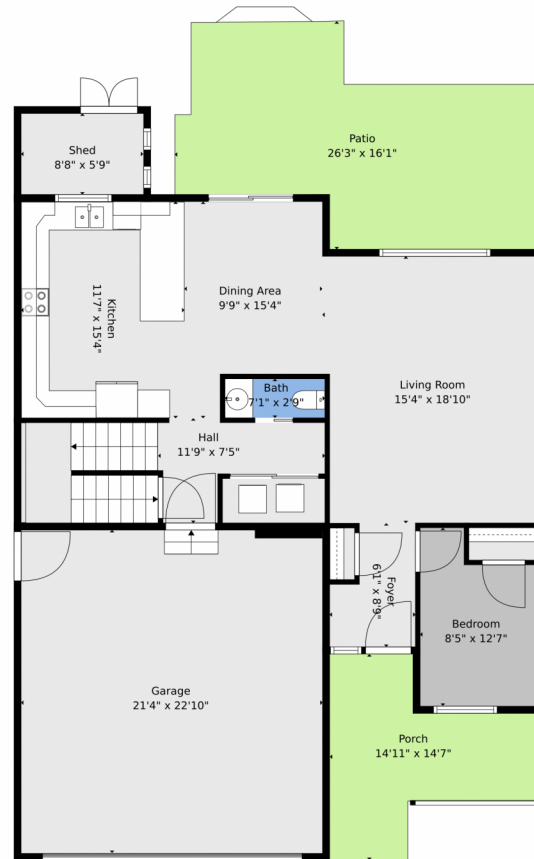 Patio
26'3" x 16'1"
Shed
8'8" x 5'9"
Dining Area
9'9" x 15'4"
Kitchen
11'7" x 15'4"
Bath
7'1" x 2'9"
Living Room
15'4" x 18'10"
Hall
11'9" x 7'5"
Foyer
6'1" x 8'9"
Bedroom
8'5" x 12'7"
Garage
21'4" x 22'10"
Porch
14'11" x 14'7"